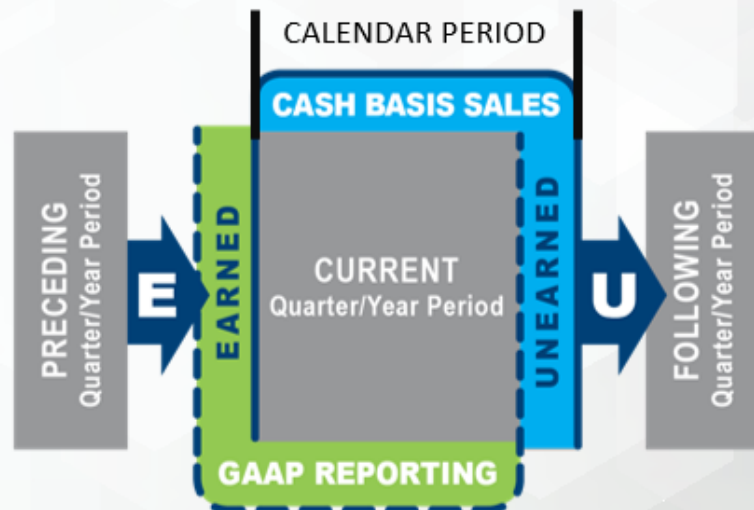 CALENDAR PERIOD
CASH BASIS SALES
PRECEDING
Quarter/Year Period
E
EARNED
CURRENT
Quarter/Year Period
UNEARNED
U
FOLLOWING
Quarter/Year Period
GAAP REPORTING